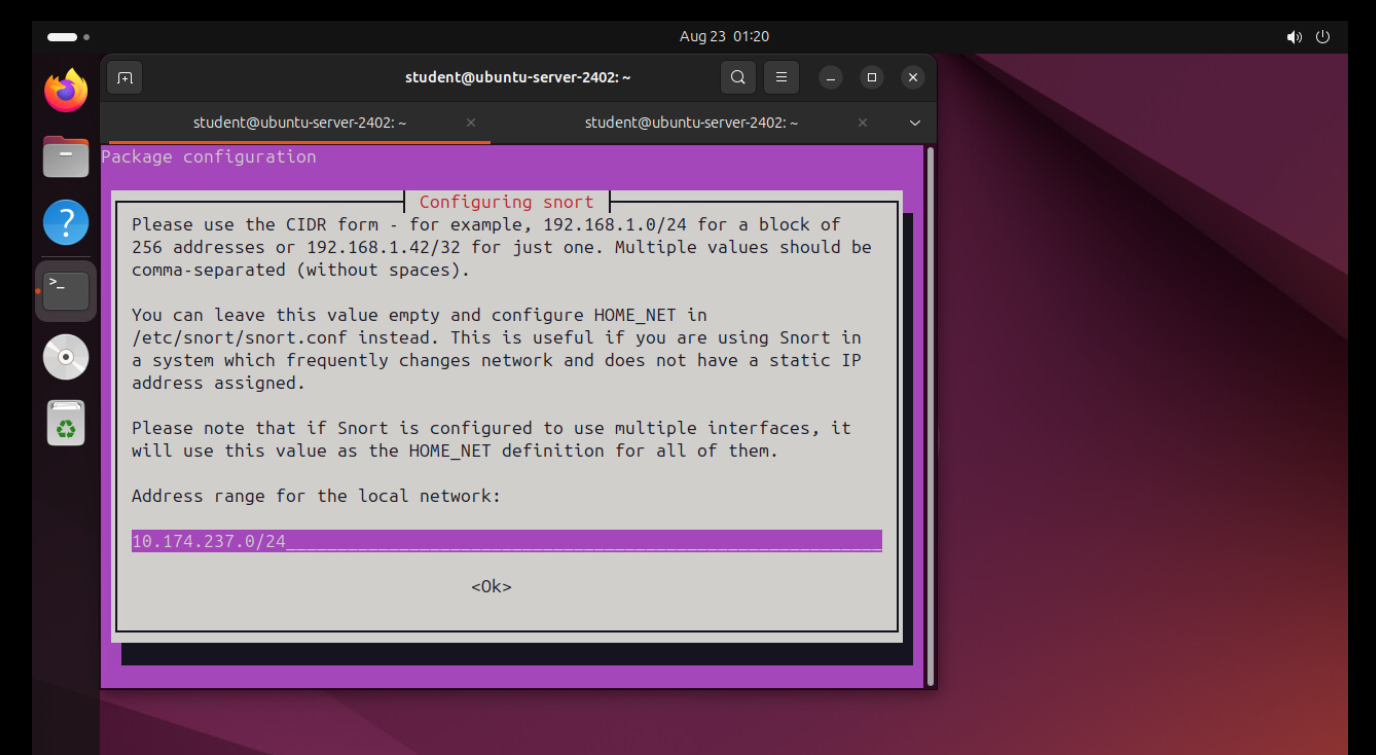 Aug 23 01:20
student@ubuntu-server-2402: ~
student@ubuntu-server-2402: ~
student@ubuntu-server-2402: ~
Package configuration
Configuring snort
Please use the CIDR form - for example, 192.168.1.0/24 for a block of
256 addresses or 192.168.1.42/32 for just one. Multiple values should be
comma-separated (without spaces).
You can leave this value empty and configure HOME_NET in
/etc/snort/snort.conf instead. This is useful if you are using Snort in
a system which frequently changes network and does not have a static IP
address assigned.
Please note that if Snort is configured to use multiple interfaces, it
will use this value as the HOME_NET definition for all of them.
Address range for the local network:
10.174.237.0/24
<Ok>